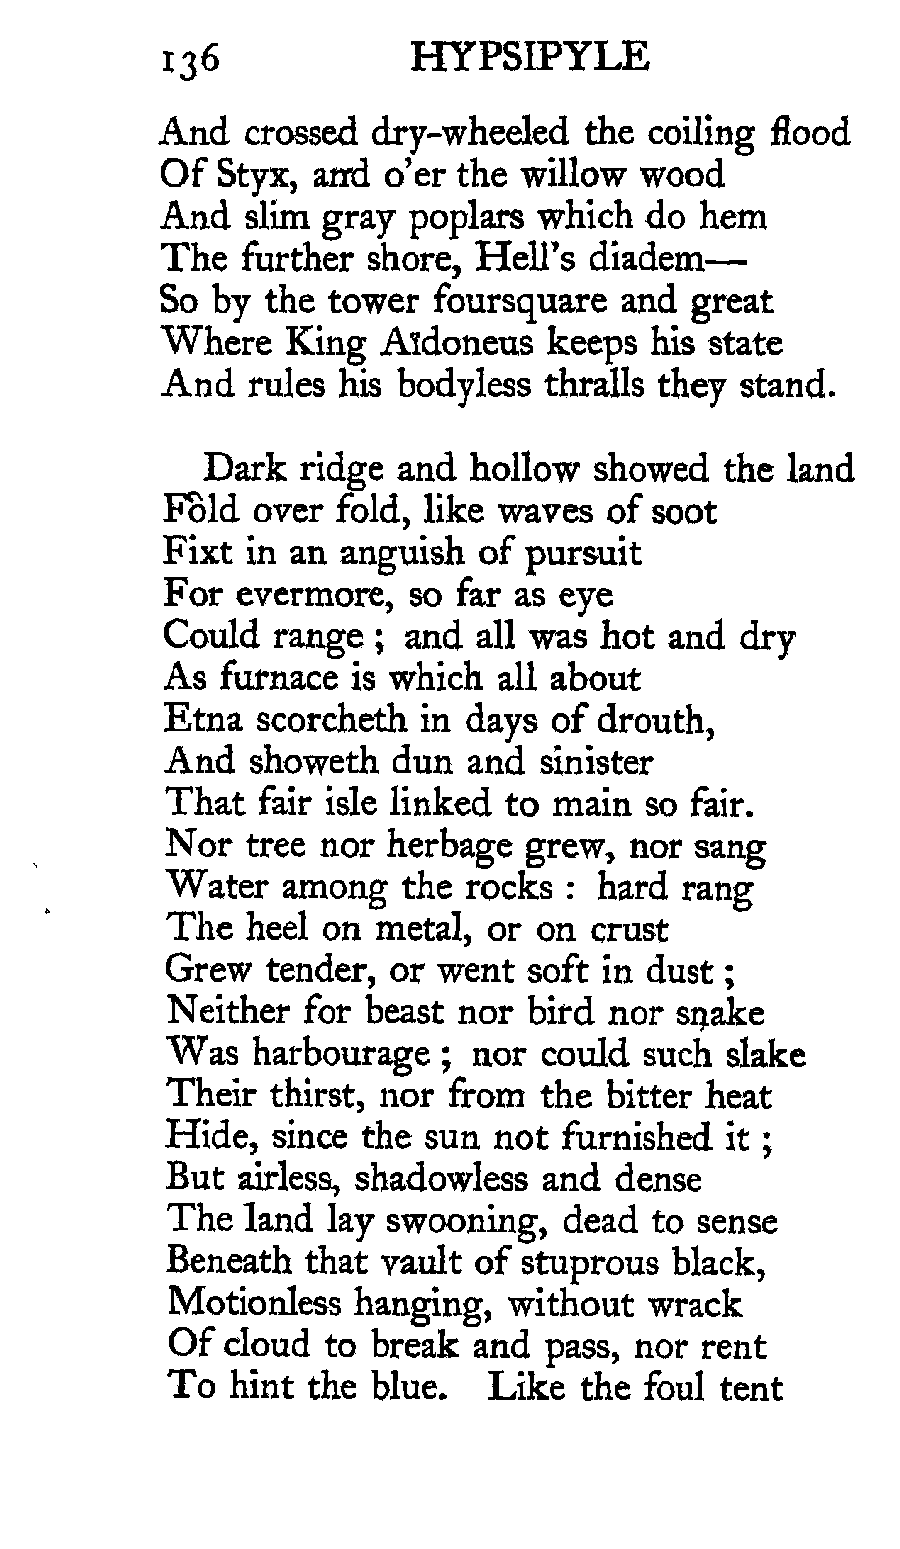 136 HYPSIPYLE
And crossed dry-wheeled the coiling flood
Of Styx, and o'er the willow wood
And slim gray poplars which do hem
The further shore, Hell's diadem—
So by the tower foursquare and great
Where King Aïdoneus keeps his state
And rules his bodyless thralls they stand.
Dark ridge and hollow showed the land
Fold over fold, like waves of soot
Fixt in an anguish of pursuit
For evermore, so far as eye
Could range ; and all was hot and dry
As furnace is which all about
Etna scorcheth in days of drouth,
And showeth dun and sinister
That fair isle linked to main so fair.
Nor tree nor herbage grew, nor sang
Water among the rocks : hard rang
The heel on metal, or on crust
Grew tender, or went soft in dust ;
Neither for beast nor bird nor snake
Was harbourage ; nor could such slake
Their thirst, nor from the bitter heat
Hide, since the sun not furnished it ;
But airless, shadowless and dense
The land lay swooning, dead to sense
Beneath that vault of stuprous black,
Motionless hanging, without wrack
Of cloud to break and pass, nor rent
To hint the blue. Like the foul tent